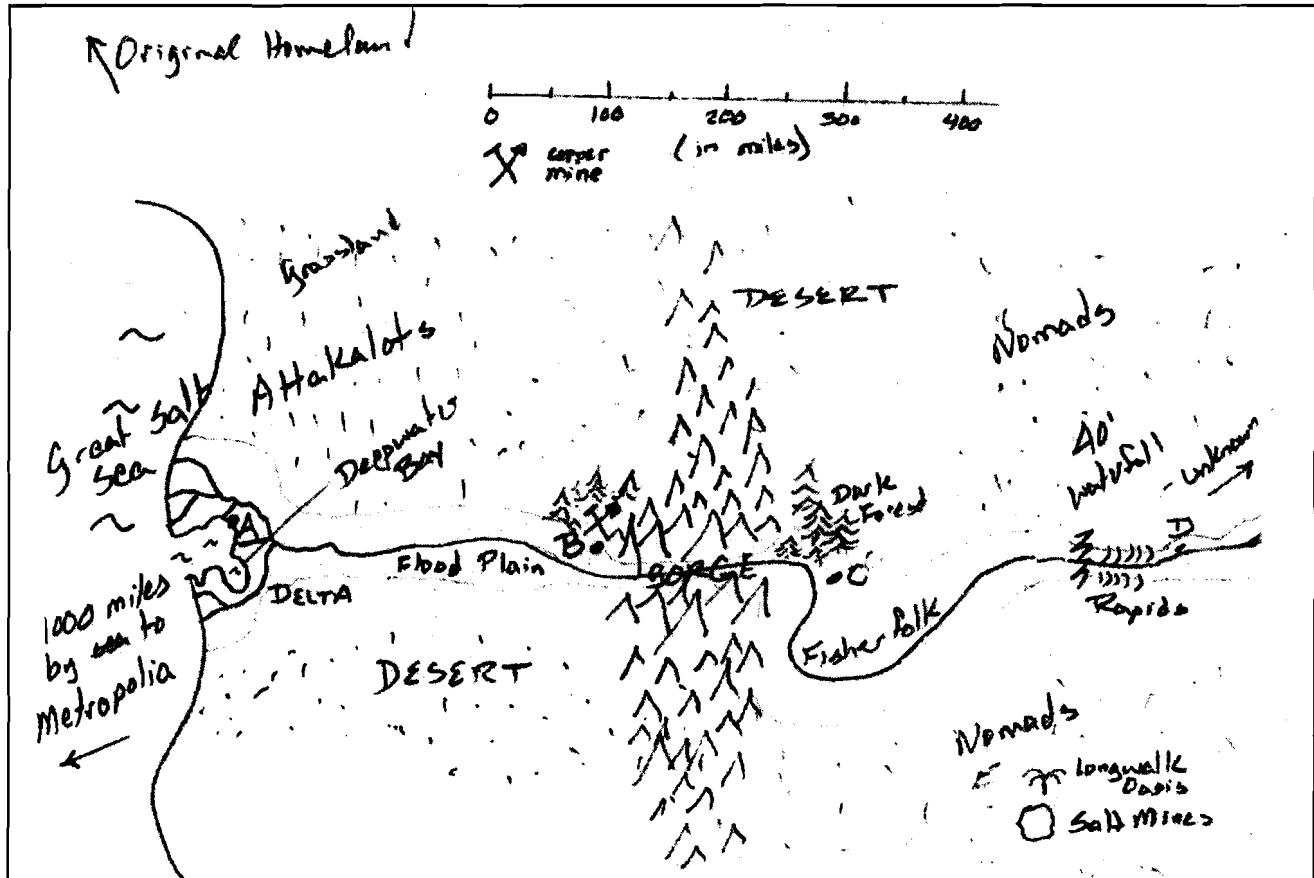 Original Homeland
0 100 200 300 400
(in miles)
copper
mine
Grassland
DESERT
Nomads
Attakalots
Great Salt
Sea
Deepwater
Bay
40'
waterfall
unknown
Dark
Forest
A
B
C
D
Flood Plain
GORGE
Rapids
DELTA
Fisher folk
1000 miles
by sea to
Metropolia
DESERT
Nomads
E
Longwalk
Oasis
Salt Mines